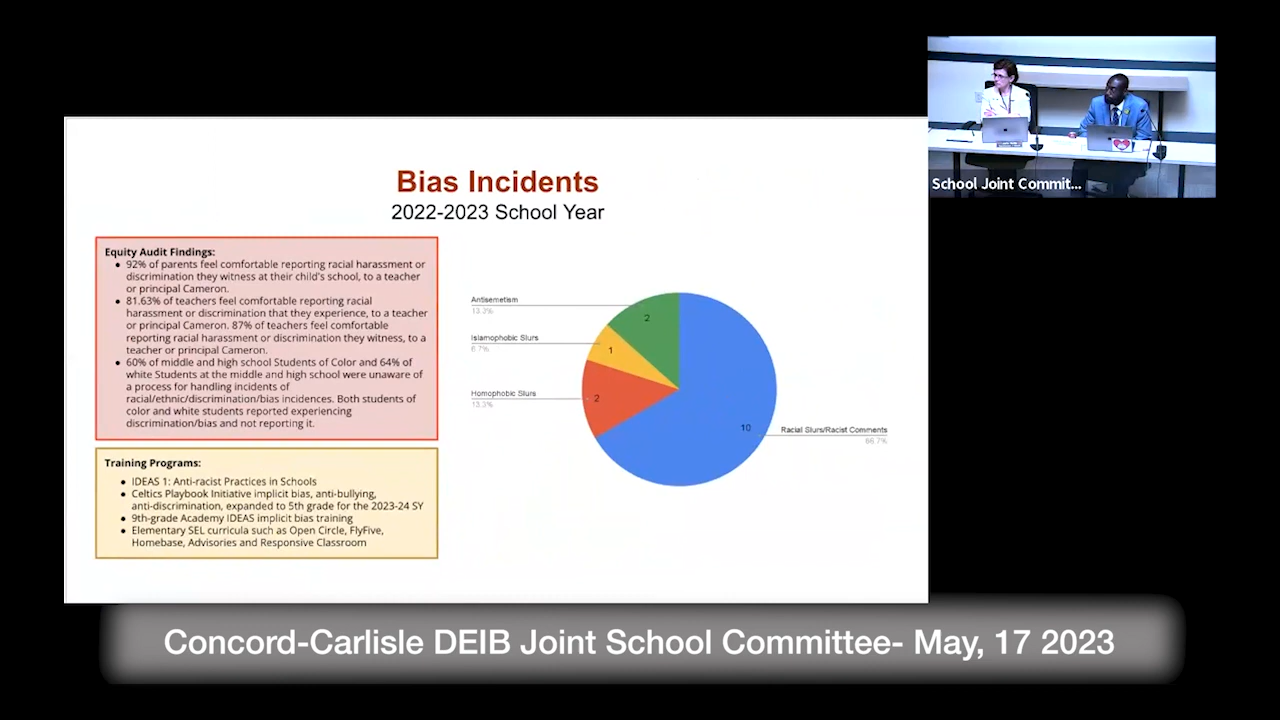 School Joint Commit...
Bias Incidents
2022-2023 School Year
Equity Audit Findings:
● 92% of parents feel comfortable reporting racial harassment or
discrimination they witness at their child's school, to a teacher
or principal Cameron.
● 81.63% of teachers feel comfortable reporting racial
harassment or discrimination that they experience, to a teacher
or principal Cameron. 87% of teachers feel comfortable
reporting racial harassment or discrimination they witness, to a
teacher or principal Cameron.
● 60% of middle and high school Students of Color and 64% of
white Students at the middle and high school were unaware of
a process for handling incidents of
racial/ethnic/discrimination/bias incidences. Both students of
color and white students reported experiencing
discrimination/bias and not reporting it.
Training Programs:
● IDEAS 1: Anti-racist Practices in Schools
● Celtics Playbook Initiative implicit bias, anti-bullying,
anti-discrimination, expanded to 5th grade for the 2023-24 SY
● 9th-grade Academy IDEAS implicit bias training
● Elementary SEL curricula such as Open Circle, FlyFive,
Homebase, Advisories and Responsive Classroom
Antisemetism
13.3%
2
Islamophobic Slurs
6.7%
1
Homophobic Slurs
13.3%
2
10
Racial Slurs/Racist Comments
66.7%
Concord-Carlisle DEIB Joint School Committee- May, 17 2023